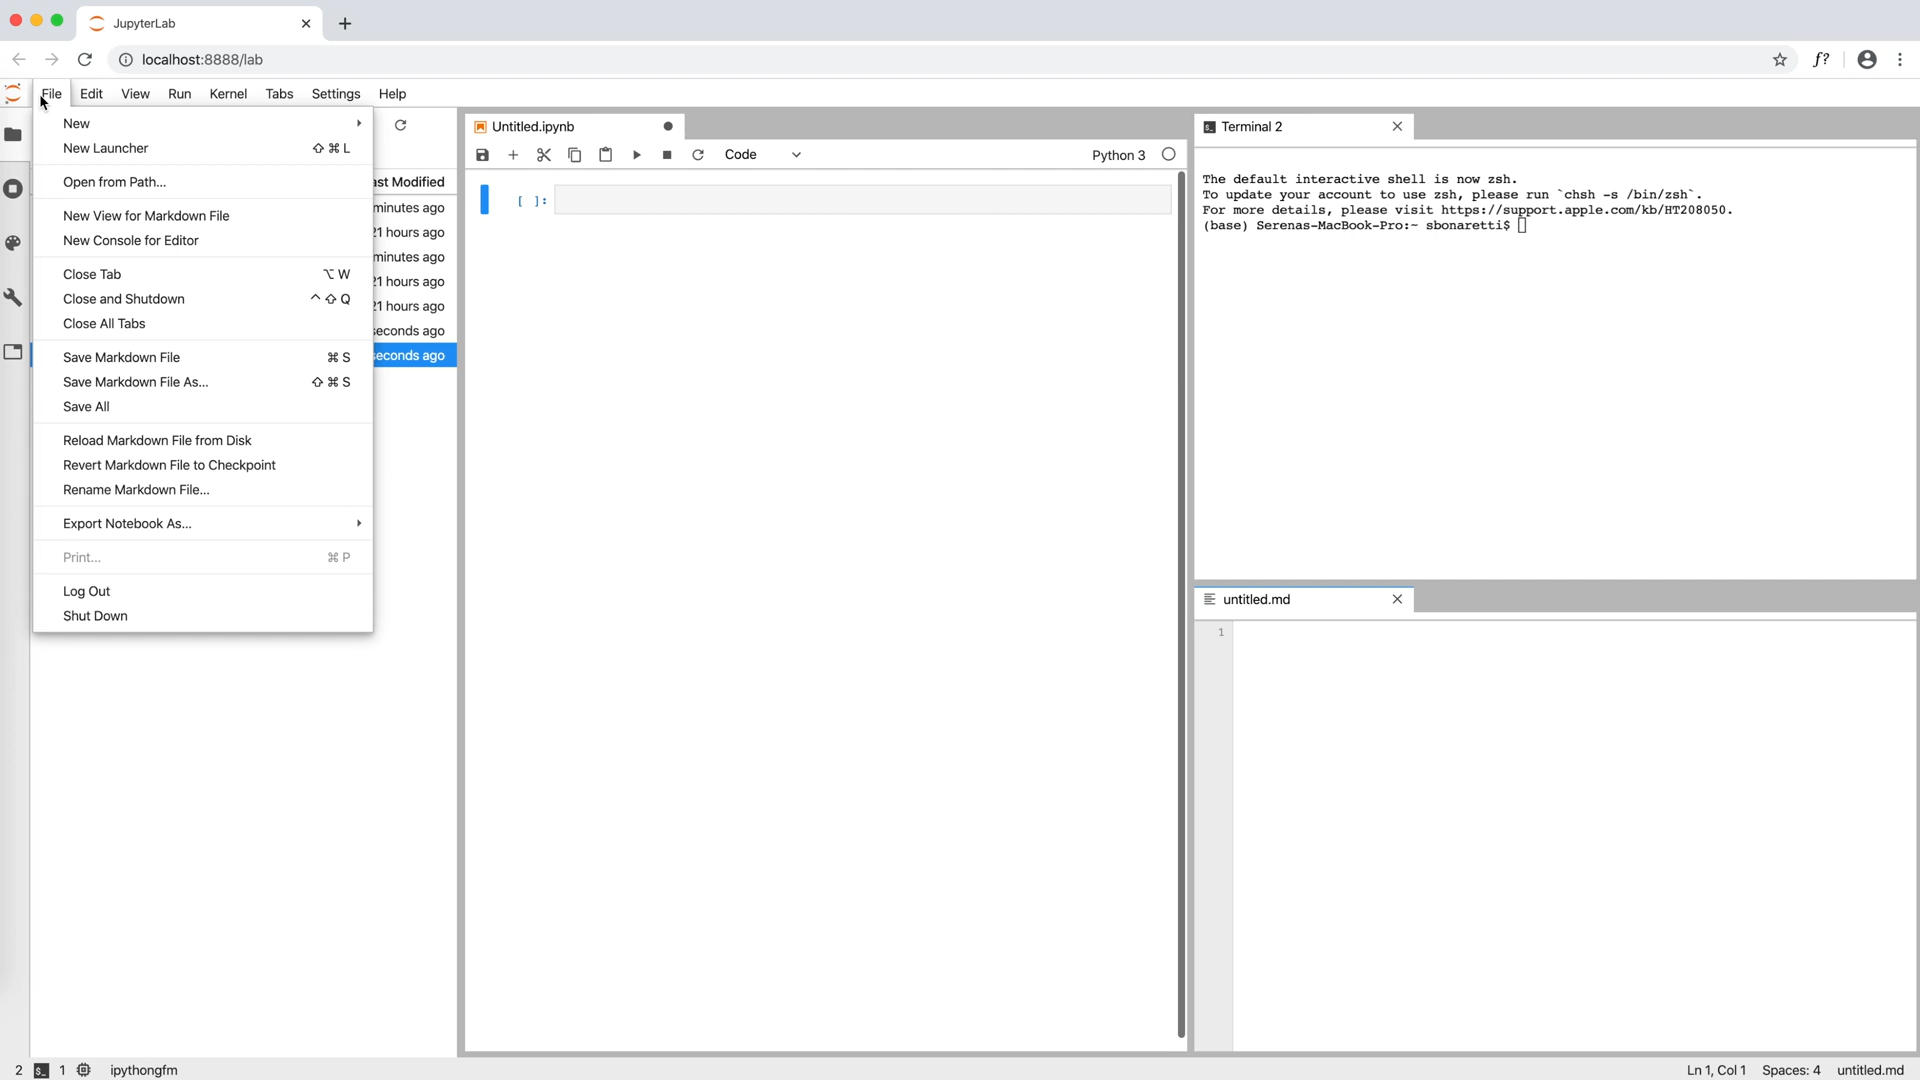 JupyterLab
localhost:8888/lab
f?
File Edit View Run Kernel Tabs Settings Help
New
New Launcher ⇧ ⌘ L
Open from Path...
New View for Markdown File
New Console for Editor
Close Tab ⌥ W
Close and Shutdown ^ ⇧ Q
Close All Tabs
Save Markdown File ⌘ S
Save Markdown File As... ⇧ ⌘ S
Save All
Reload Markdown File from Disk
Revert Markdown File to Checkpoint
Rename Markdown File...
Export Notebook As...
Print... ⌘ P
Log Out
Shut Down
ast Modified
minutes ago
21 hours ago
minutes ago
21 hours ago
21 hours ago
seconds ago
seconds ago
Untitled.ipynb
Code
Python 3
[ ]:
Terminal 2
The default interactive shell is now zsh.
To update your account to use zsh, please run `chsh -s /bin/zsh`.
For more details, please visit https://support.apple.com/kb/HT208050.
(base) Serenas-MacBook-Pro:~ sbonaretti$
untitled.md
1
2 $_ 1 ipythongfm
Ln 1, Col 1 Spaces: 4 untitled.md